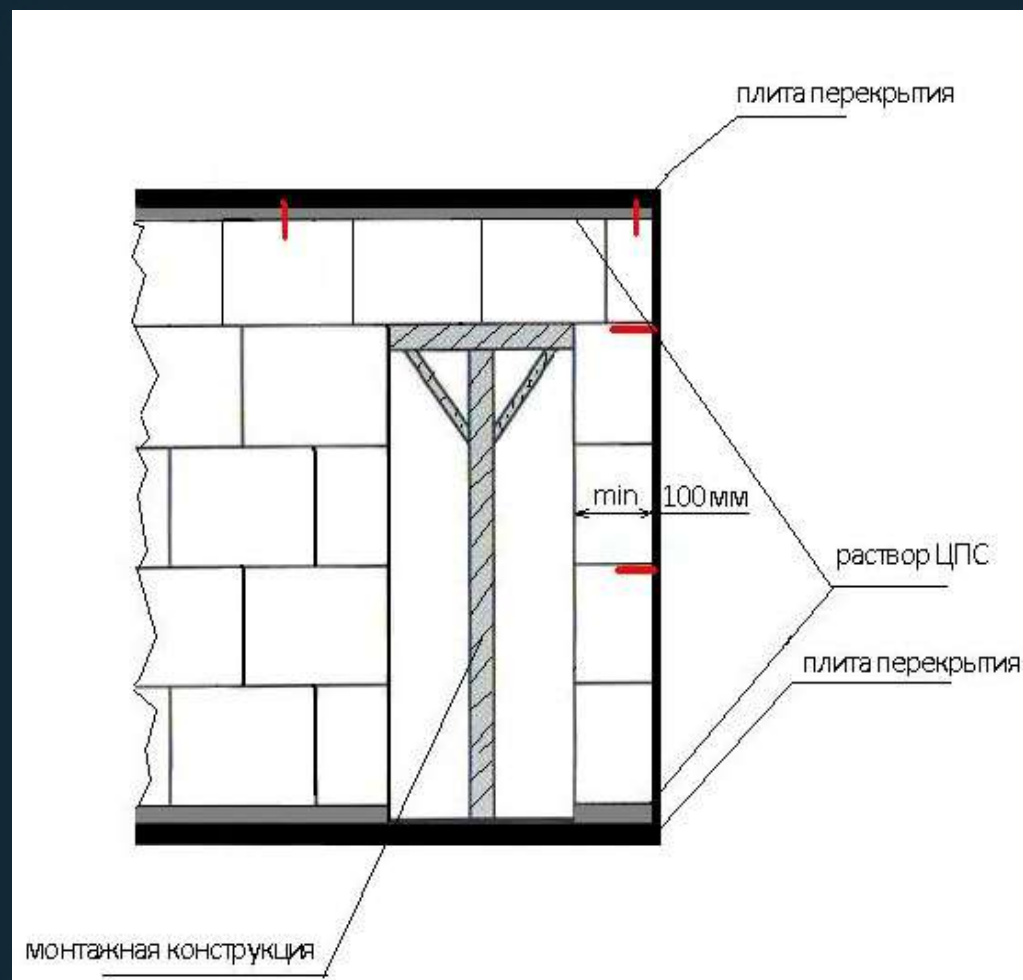 плита перекрытия
min 100мм
раствор ЦПС
плита перекрытия
монтажная конструкция